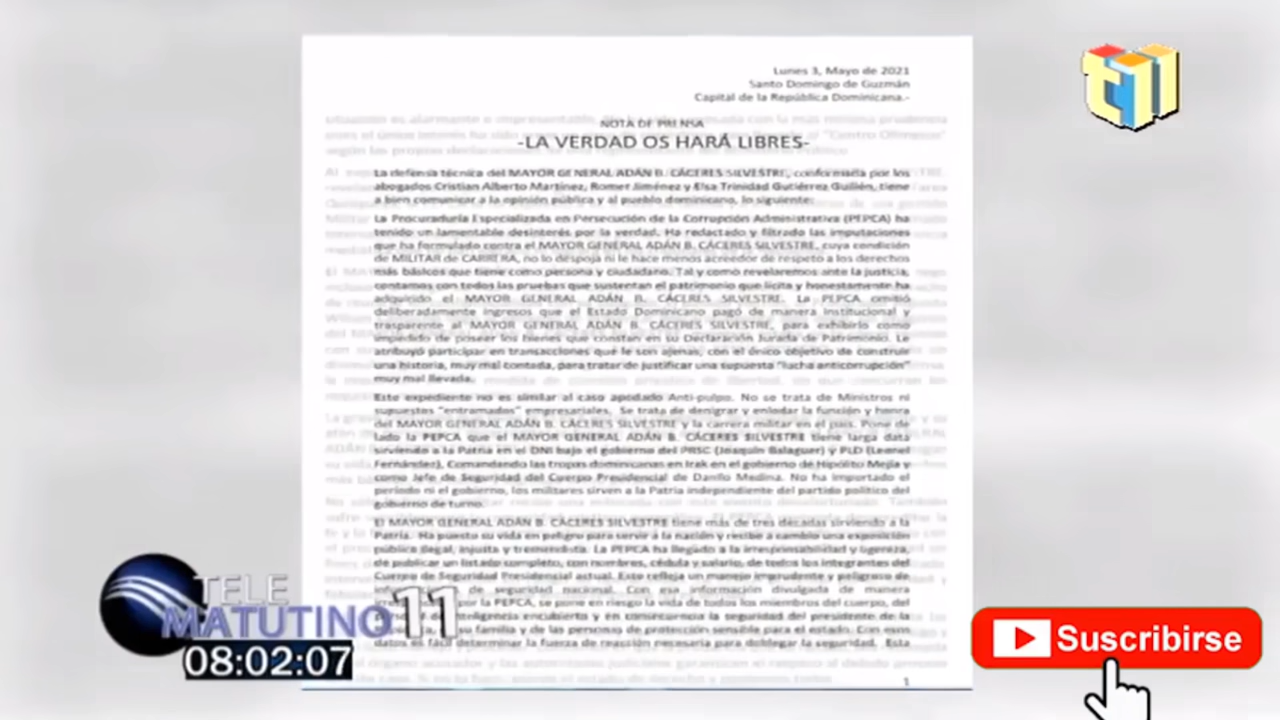 Lunes 3, Mayo de 2021
Santo Domingo de Guzmán
Capital de la República Dominicana.-
NOTA DE PRENSA
-LA VERDAD OS HARÁ LIBRES-
La defensa técnica del MAYOR GENERAL ADÁN B. CÁCERES SILVESTRE, conformada por los
abogados Cristian Alberto Martínez, Romer Jiménez y Elsa Trinidad Gutiérrez Guillén, tiene
a bien comunicar a la opinión pública y al pueblo dominicano, lo siguiente:
La Procuraduría Especializada en Persecución de la Corrupción Administrativa (PEPCA) ha
tenido un lamentable desinterés por la verdad. Ha redactado y filtrado las imputaciones
que ha formulado contra el MAYOR GENERAL ADÁN B. CÁCERES SILVESTRE, cuya condición
de MILITAR de CARRERA, no lo despoja ni le hace menos acreedor de respeto a los derechos
más básicos que tiene como persona y ciudadano. Tal y como revelaremos ante la justicia,
contamos con todos las pruebas que sustentan el patrimonio que lícita y honestamente ha
adquirido el MAYOR GENERAL ADÁN B. CÁCERES SILVESTRE. La PEPCA omitió
deliberadamente ingresos que el Estado Dominicano pagó de manera institucional y
trasparente al MAYOR GENERAL ADÁN B. CÁCERES SILVESTRE, para exhibirlo como
impedido de poseer los bienes que constan en su Declaración Jurada de Patrimonio. Le
atribuyó participar en transacciones que le son ajenas, con el único objetivo de construir
una historia, muy mal contada, para tratar de justificar una supuesta "lucha anticorrupción"
muy mal llevada.
Este expediente no es similar al caso apodado Anti-pulpo. No se trata de Ministros ni
supuestos "entramados" empresariales. Se trata de denigrar y enlodar la función y honra
del MAYOR GENERAL ADÁN B. CÁCERES SILVESTRE y la carrera militar en el país. Pone de
lado la PEPCA que el MAYOR GENERAL ADÁN B. CÁCERES SILVESTRE tiene larga data
sirviendo a la Patria en el DNI bajo el gobierno del PRSC (Joaquín Balaguer) y PLD (Leonel
Fernández), Comandando las tropas dominicanas en Irak en el gobierno de Hipólito Mejía y
como Jefe de Seguridad del Cuerpo Presidencial de Danilo Medina. No ha importado el
período ni el gobierno, los militares sirven a la Patria independiente del partido político del
gobierno de turno.
El MAYOR GENERAL ADÁN B. CÁCERES SILVESTRE tiene más de tres décadas sirviendo a la
Patria. Ha puesto su vida en peligro para servir a la nación y recibe a cambio una exposición
pública ilegal, injusta y tremendista. La PEPCA ha llegado a la irresponsabilidad y ligereza,
de publicar un listado completo, con nombres, cédula y salario, de todos los integrantes del
Cuerpo de Seguridad Presidencial actual. Esto refleja un manejo imprudente y peligroso de
de seguridad nacional. Con esa información divulgada de manera
por la PEPCA, se pone en riesgo la vida de todos los miembros del cuerpo, del
inteligencia encubierto y en consecuencia la seguridad del presidente de la
su familia y de las personas de protección sensible para el estado. Con esos
datos es fácil determinar la fuerza de reacción necesaria para doblegar la seguridad. Esta
1
t11
TELE
MATUTINO 11
08:02:07
Suscribirse